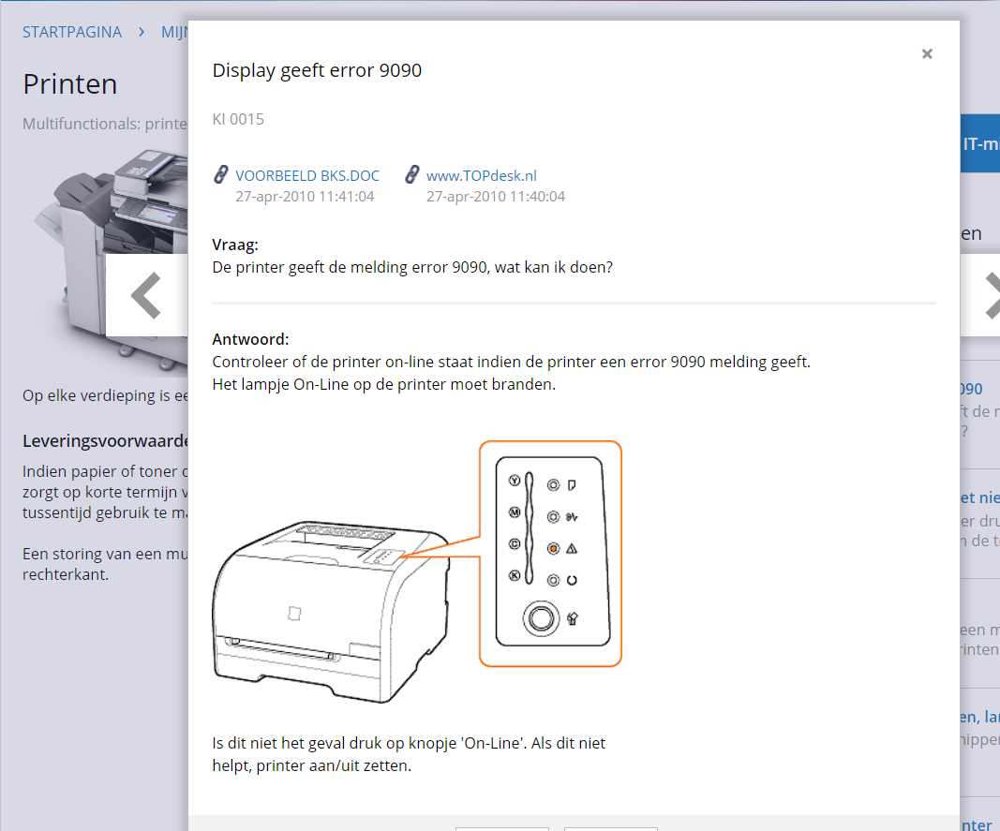 STARTPAGINA > MIJN
Printen
Multifunctionals: printe
Op elke verdieping is ee
Leveringsvoorwaarde
Indien papier of toner o
zorgt op korte termijn v
tussentijd gebruik te ma
Een storing van een mu
rechterkant.
Display geeft error 9090
KI 0015
VOORBEELD BKS.DOC
27-apr-2010 11:41:04
www.TOPdesk.nl
27-apr-2010 11:40:04
Vraag:
De printer geeft de melding error 9090, wat kan ik doen?
Antwoord:
Controleer of de printer on-line staat indien de printer een error 9090 melding geeft.
Het lampje On-Line op de printer moet branden.
Y
M
C
K
Is dit niet het geval druk op knopje 'On-Line'. Als dit niet
helpt, printer aan/uit zetten.
IT-m
en
090
ft de m
?
et nie
er dru
n de to
een m
rinten
en, lar
hipper
nter